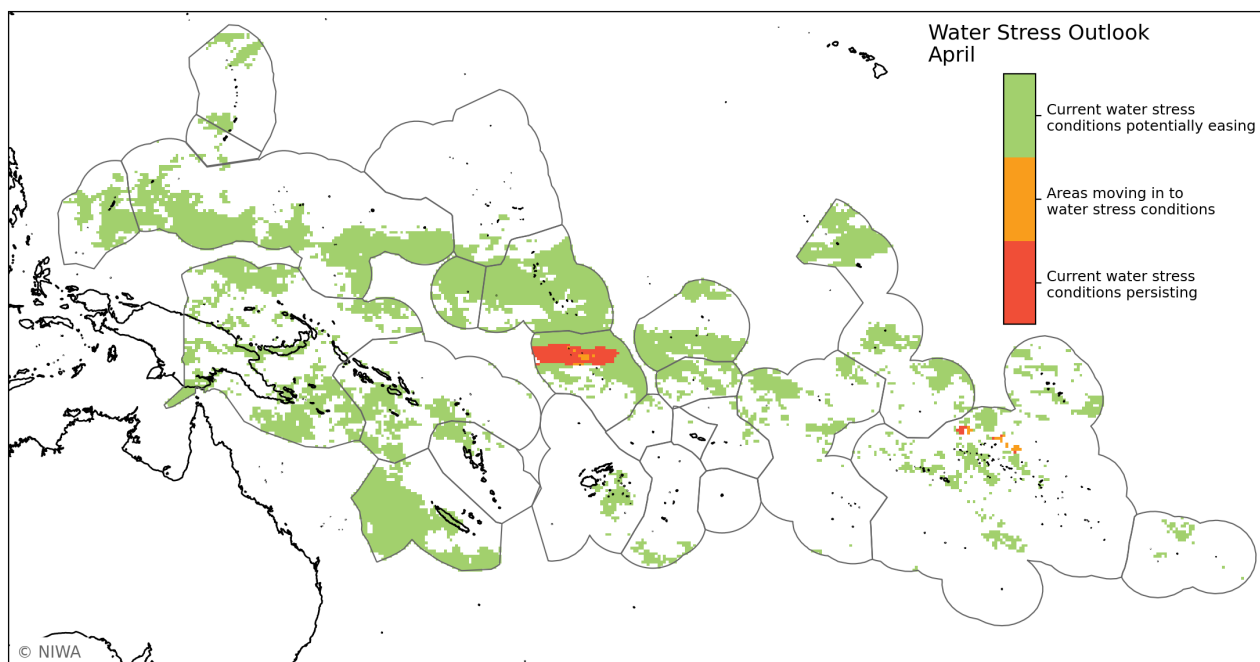 Water Stress Outlook
April
Current water stress
conditions potentially easing
Areas moving in to
water stress conditions
Current water stress
conditions persisting
© NIWA